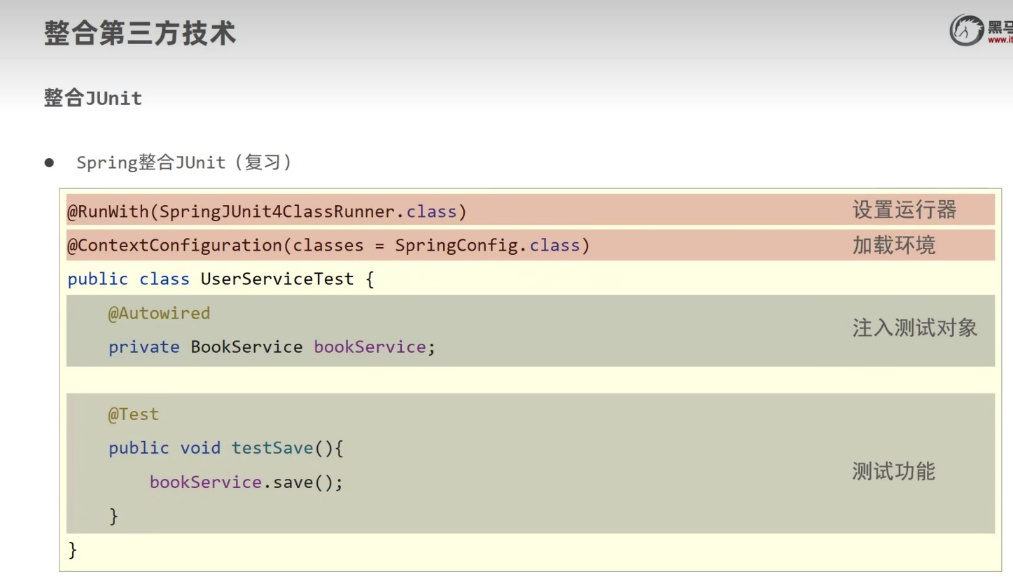 整合第三方技术
黑马
www.it
整合JUnit
● Spring整合JUnit（复习）
@RunWith(SpringJUnit4ClassRunner.class) 设置运行器
@ContextConfiguration(classes = SpringConfig.class) 加载环境
public class UserServiceTest {
@Autowired
private BookService bookService; 注入测试对象
@Test
public void testSave(){
bookService.save(); 测试功能
}
}